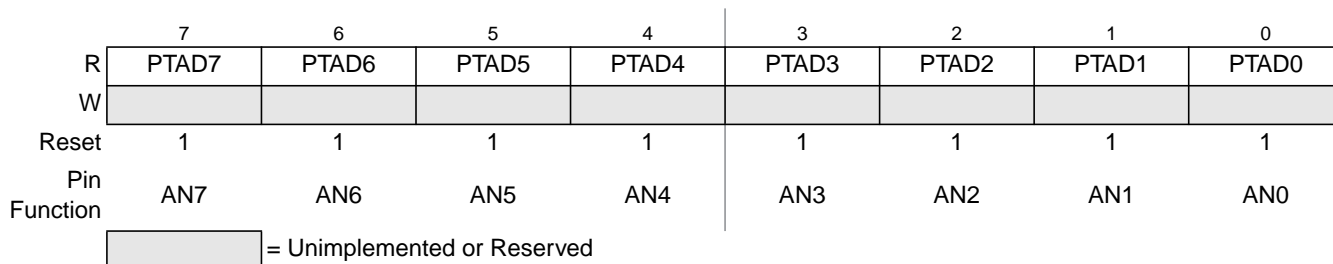 7 6 5 4 3 2 1 0
R PTAD7 PTAD6 PTAD5 PTAD4 PTAD3 PTAD2 PTAD1 PTAD0
W
Reset 1 1 1 1 1 1 1 1
Pin
Function AN7 AN6 AN5 AN4 AN3 AN2 AN1 AN0
= Unimplemented or Reserved